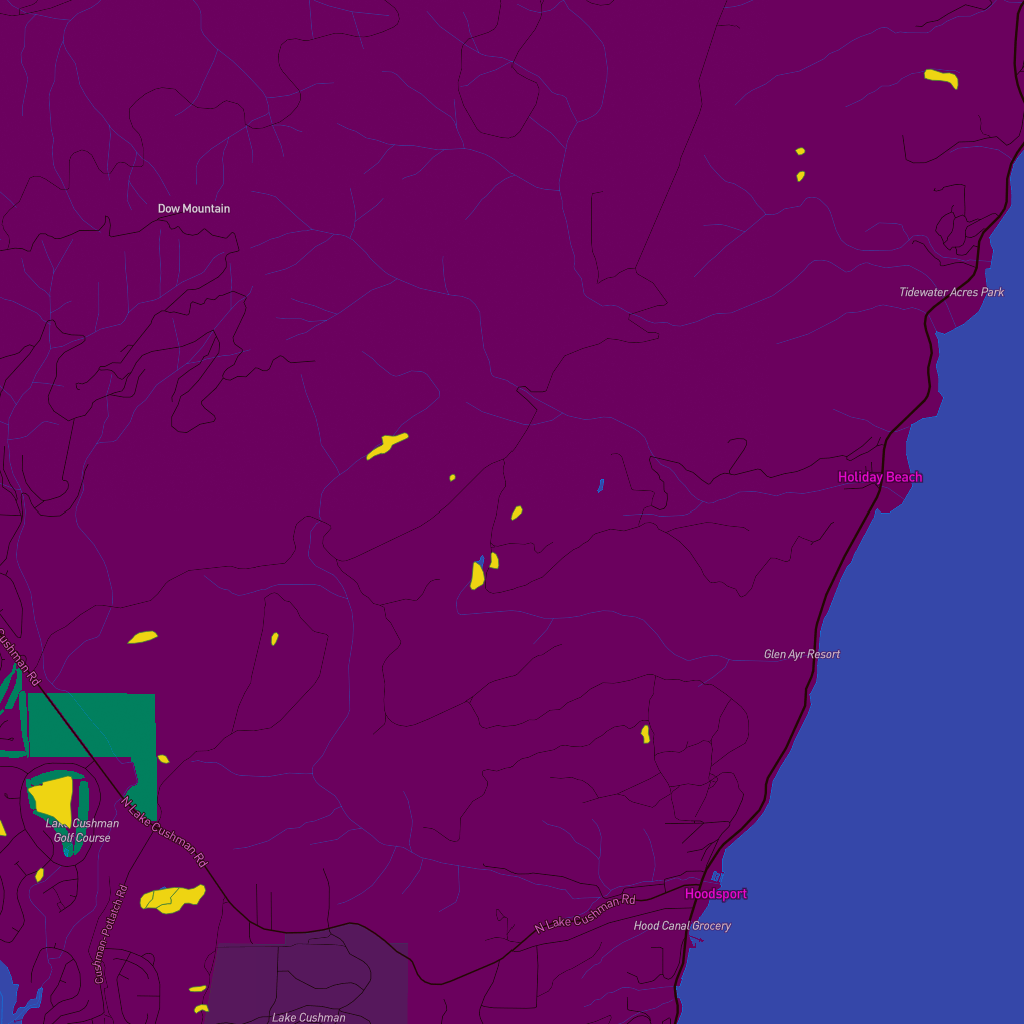 Dow Mountain
Tidewater Acres Park
Holiday Beach
Cushman Rd
Glen Ayr Resort
N Lake Cushman Rd
Lake Cushman
Golf Course
Cushman-Potlatch Rd
Hoodsport
N Lake Cushman Rd
Hood Canal Grocery
Lake Cushman